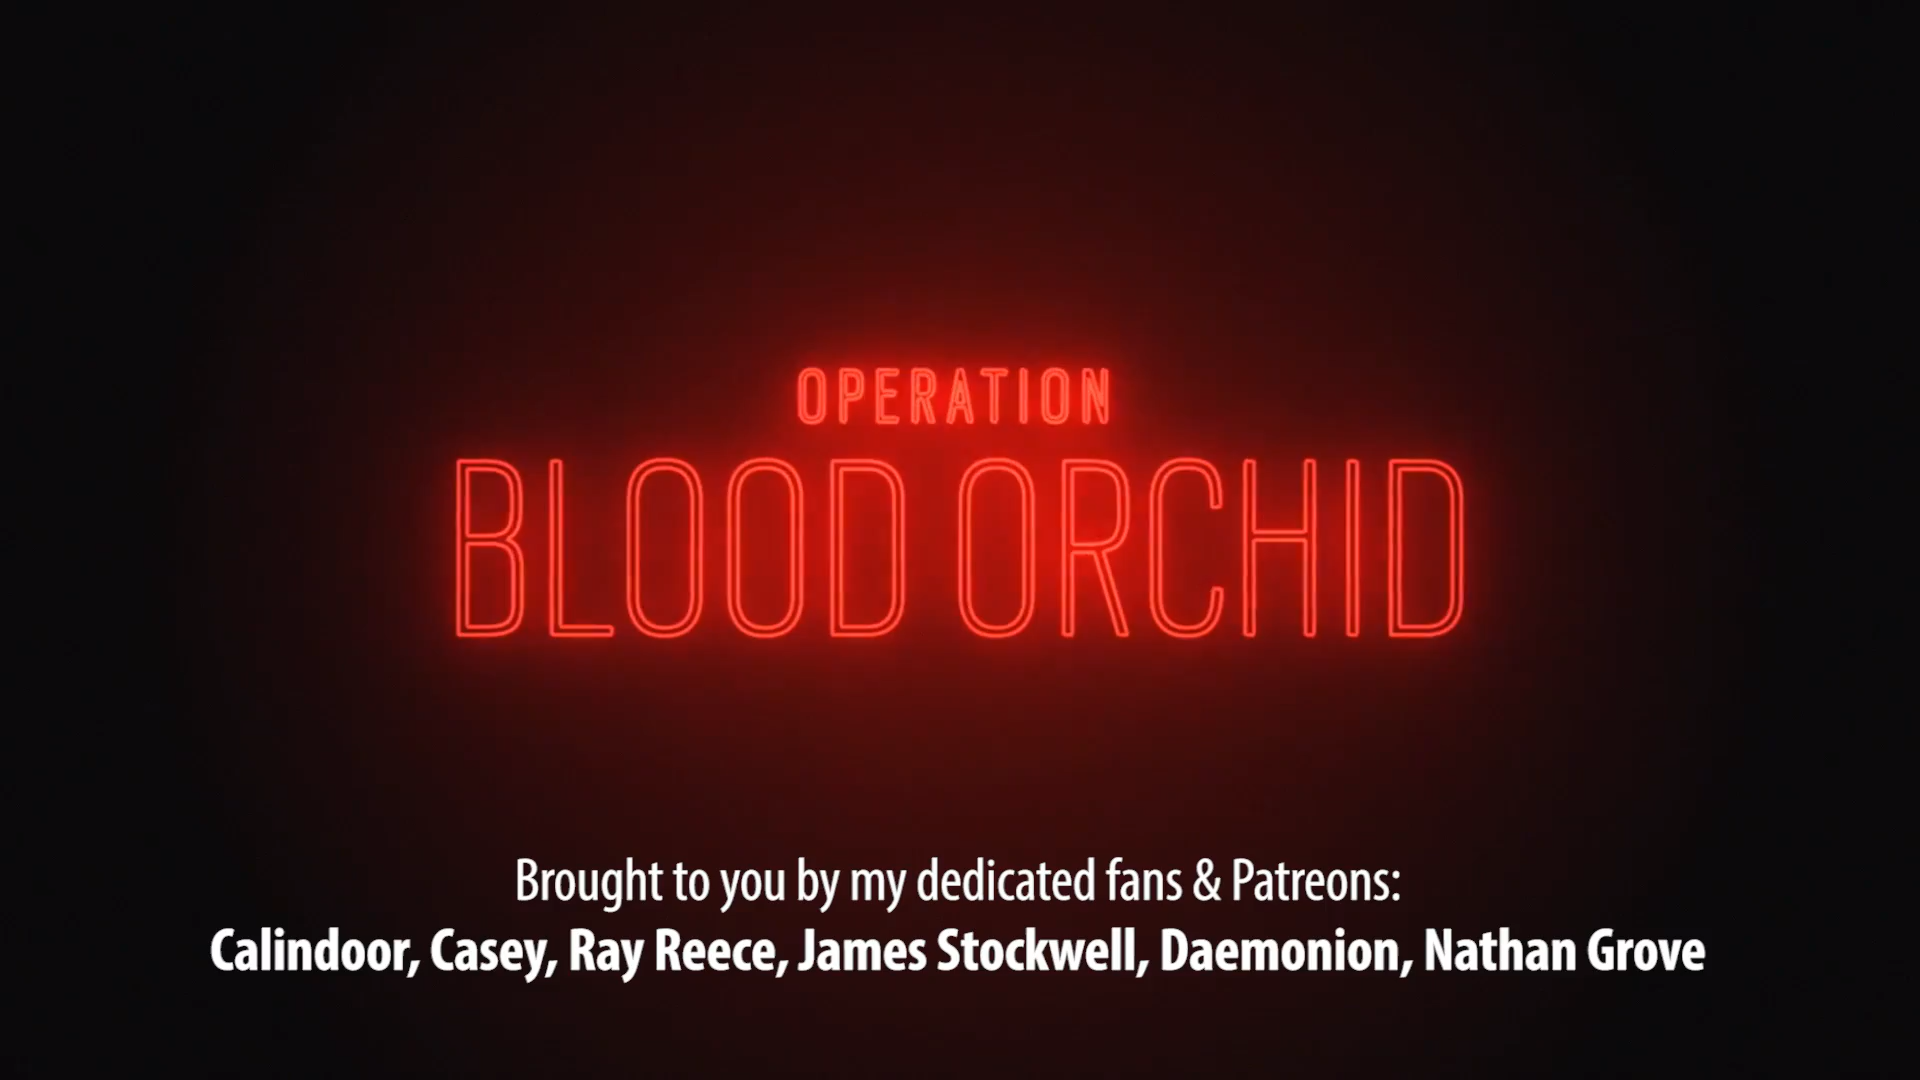 OPERATION
BLOOD ORCHID
Brought to you by my dedicated fans & Patreons:
Calindoor, Casey, Ray Reece, James Stockwell, Daemonion, Nathan Grove